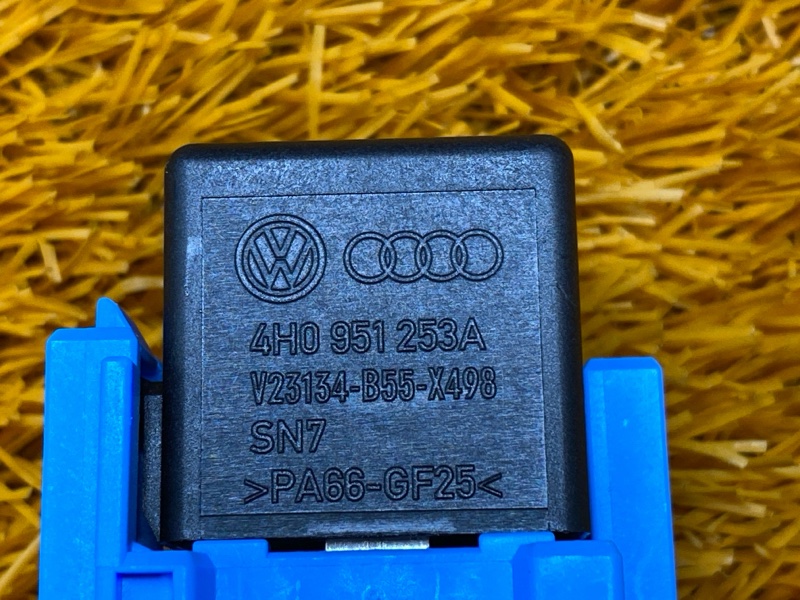 4H0 951 253A
V23134-B55-X498
SN7
>PA66-GF25<